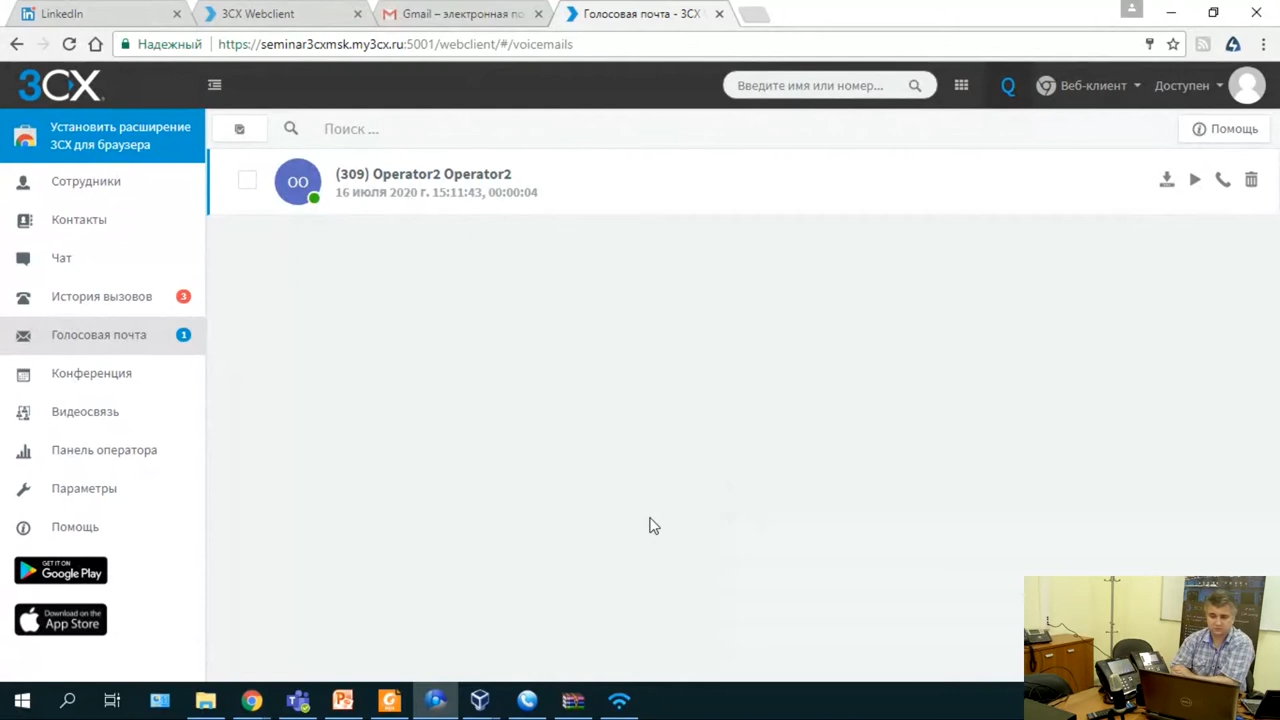 LinkedIn
3CX Webclient
Gmail – электронная по
Голосовая почта - 3CX
Надежный
https://seminar3cxmsk.my3cx.ru:5001/webclient/#/voicemails
3CX
Введите имя или номер...
Q
Веб-клиент
Доступен
Установить расширение
3CX для браузера
Поиск ...
Помощь
Сотрудники
(309) Operator2 Operator2
OO
16 июля 2020 г. 15:11:43, 00:00:04
Контакты
Чат
История вызовов 3
Голосовая почта 1
Конференция
Видеосвязь
Панель оператора
Параметры
Помощь
GET IT ON
Google Play
Download on the
App Store